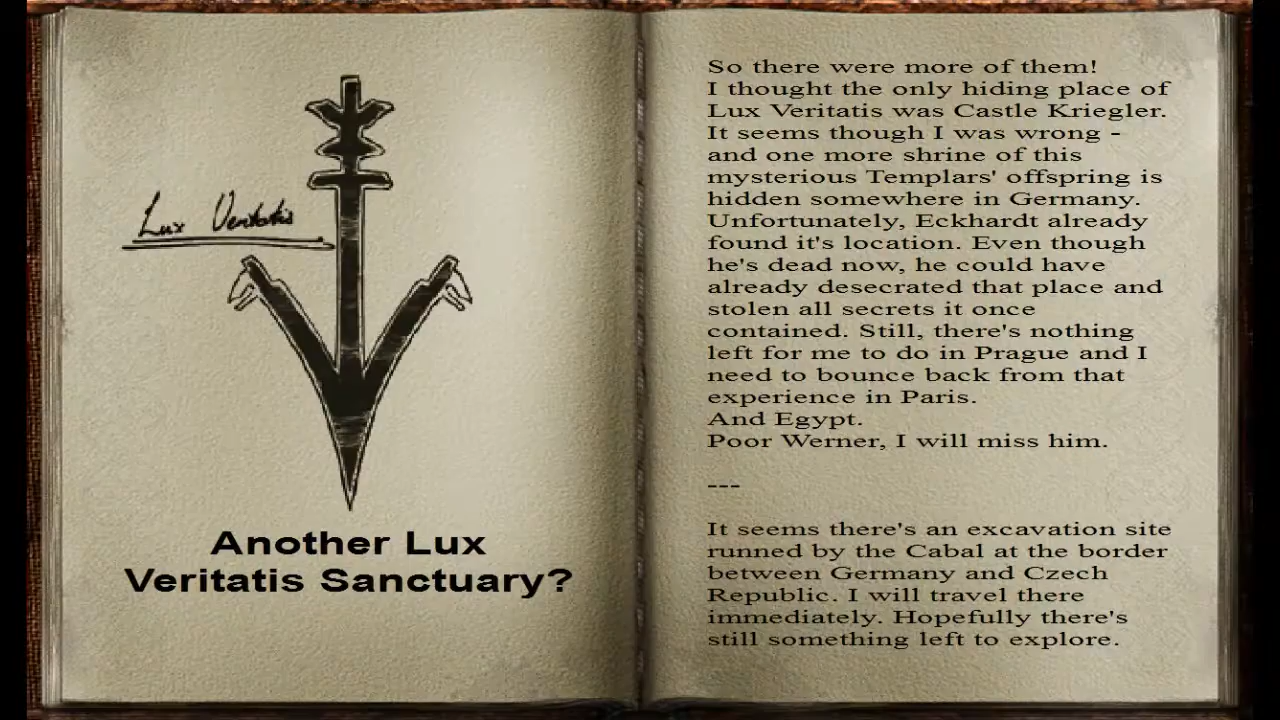 Lux Veritatis
Another Lux
Veritatis Sanctuary?
So there were more of them!
I thought the only hiding place of
Lux Veritatis was Castle Kriegler.
It seems though I was wrong -
and one more shrine of this
mysterious Templars' offspring is
hidden somewhere in Germany.
Unfortunately, Eckhardt already
found it's location. Even though
he's dead now, he could have
already desecrated that place and
stolen all secrets it once
contained. Still, there's nothing
left for me to do in Prague and I
need to bounce back from that
experience in Paris.
And Egypt.
Poor Werner, I will miss him.
---
It seems there's an excavation site
runned by the Cabal at the border
between Germany and Czech
Republic. I will travel there
immediately. Hopefully there's
still something left to explore.